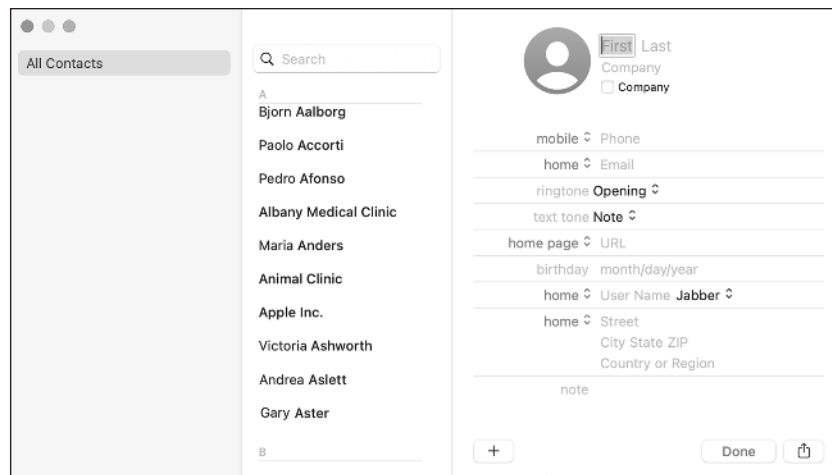 All Contacts
Search
A
Bjorn Aalborg
Paolo Accorti
Pedro Afonso
Albany Medical Clinic
Maria Anders
Animal Clinic
Apple Inc.
Victoria Ashworth
Andrea Aslett
Gary Aster
B
First Last
Company
Company
mobile Phone
home Email
ringtone Opening
text tone Note
home page URL
birthday month/day/year
home User Name Jabber
home Street
City State ZIP
Country or Region
note
+
Done